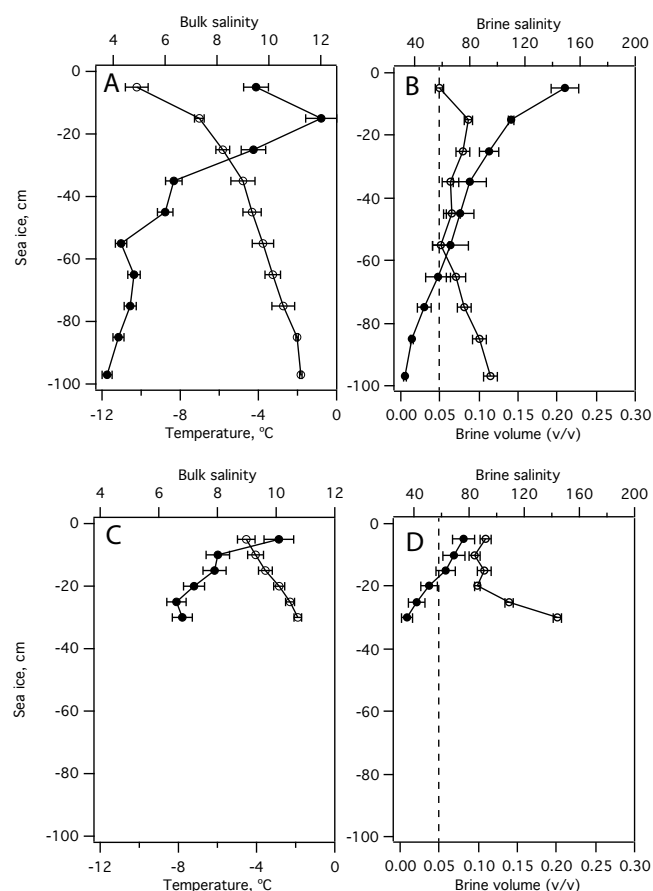 Bulk salinity
4 6 8 10 12
Brine salinity
40 80 120 160 200
A
B
0
-20
-40
-60
-80
-100
Sea ice, cm
0
-20
-40
-60
-80
-100
-12 -8 -4 0
Temperature, ºC
0.00 0.05 0.10 0.15 0.20 0.25 0.30
Brine volume (v/v)
Bulk salinity
4 6 8 10 12
Brine salinity
40 80 120 160 200
C
D
0
-20
-40
-60
-80
-100
Sea ice, cm
0
-20
-40
-60
-80
-100
-12 -8 -4 0
Temperature, ºC
0.00 0.05 0.10 0.15 0.20 0.25 0.30
Brine volume (v/v)